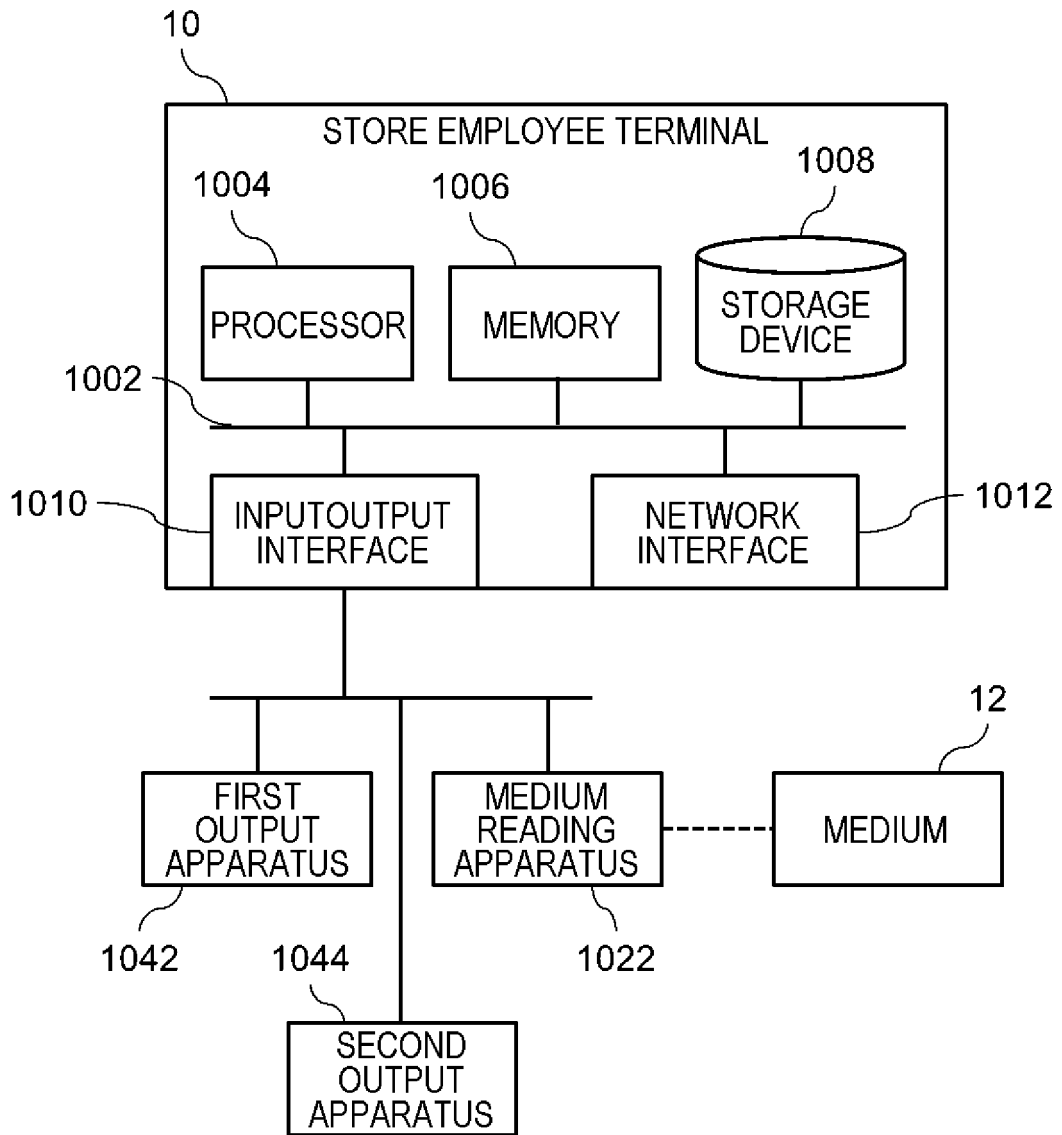 10
STORE EMPLOYEE TERMINAL
1004
1006
1008
PROCESSOR
MEMORY
STORAGE
DEVICE
1002
1010
INPUTOUTPUT
INTERFACE
NETWORK
INTERFACE
1012
12
FIRST
OUTPUT
APPARATUS
MEDIUM
READING
APPARATUS
MEDIUM
1042
1044
1022
SECOND
OUTPUT
APPARATUS